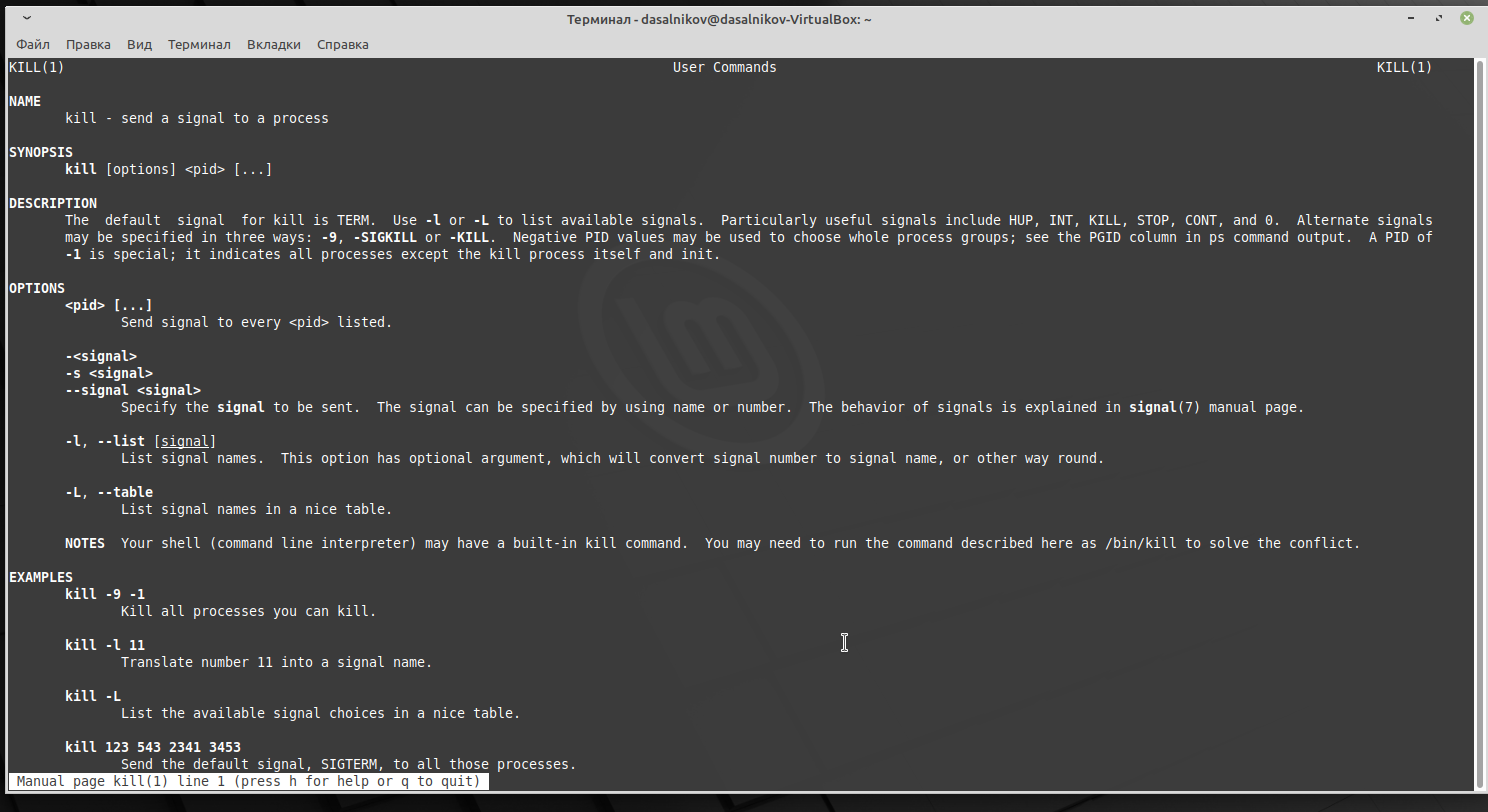 Терминал - dasalnikov@dasalnikov-VirtualBox: ~
Файл Правка Вид Терминал Вкладки Справка
KILL(1) User Commands KILL(1)
NAME
kill - send a signal to a process
SYNOPSIS
kill [options] <pid> [...]
DESCRIPTION
The default signal for kill is TERM. Use -l or -L to list available signals. Particularly useful signals include HUP, INT, KILL, STOP, CONT, and 0. Alternate signals
may be specified in three ways: -9, -SIGKILL or -KILL. Negative PID values may be used to choose whole process groups; see the PGID column in ps command output. A PID of
-1 is special; it indicates all processes except the kill process itself and init.
OPTIONS
<pid> [...]
Send signal to every <pid> listed.
-<signal>
-s <signal>
--signal <signal>
Specify the signal to be sent. The signal can be specified by using name or number. The behavior of signals is explained in signal(7) manual page.
-l, --list [signal]
List signal names. This option has optional argument, which will convert signal number to signal name, or other way round.
-L, --table
List signal names in a nice table.
NOTES Your shell (command line interpreter) may have a built-in kill command. You may need to run the command described here as /bin/kill to solve the conflict.
EXAMPLES
kill -9 -1
Kill all processes you can kill.
kill -l 11
Translate number 11 into a signal name.
kill -L
List the available signal choices in a nice table.
kill 123 543 2341 3453
Send the default signal, SIGTERM, to all those processes.
Manual page kill(1) line 1 (press h for help or q to quit)